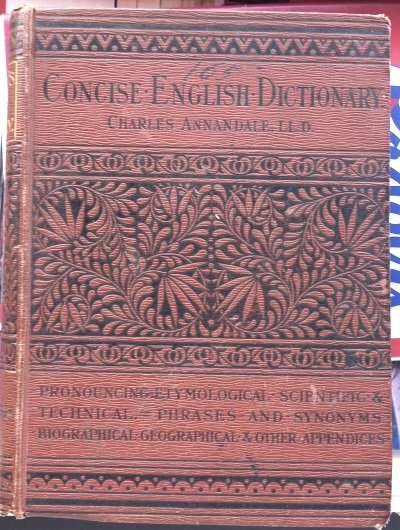 CONCISE·ENGLISH·DICTIONARY.
CHARLES ANNANDALE, LL.D.
PRONOUNCING·ETYMOLOGICAL·SCIENTIFIC·&
TECHNICAL·PHRASES·AND·SYNONYMS
BIOGRAPHICAL·GEOGRAPHICAL·&·OTHER·APPENDICES